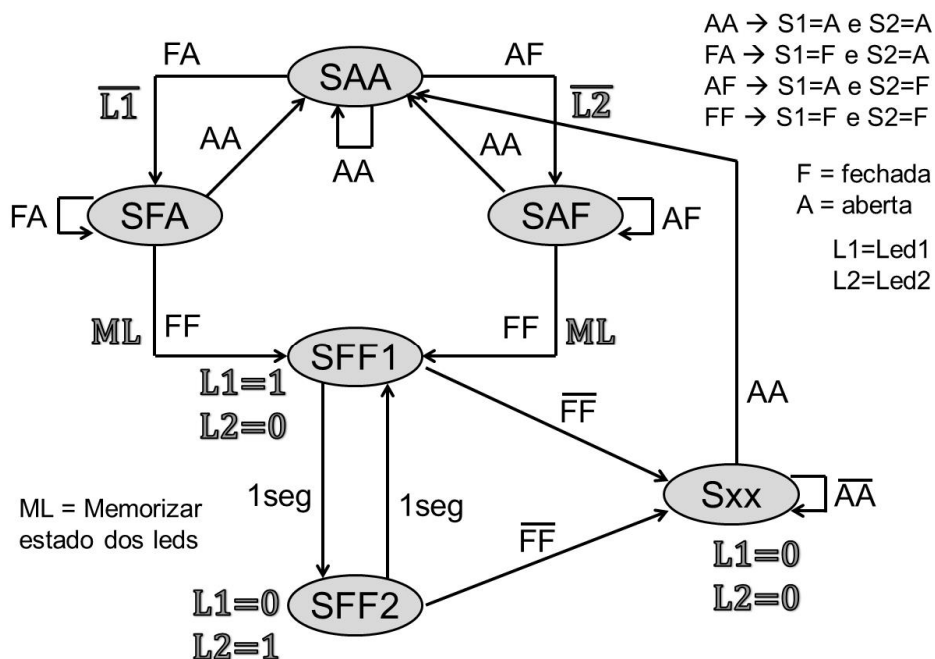 AA → S1=A e S2=A
FA → S1=F e S2=A
AF → S1=A e S2=F
FF → S1=F e S2=F
F = fechada
A = aberta
L1=Led1
L2=Led2
FA
SAA
AF
L1
L2
AA
AA
AA
FA
SFA
SAF
AF
ML
FF
FF
ML
SFF1
L1=1
L2=0
FF
AA
1seg
1seg
Sxx
AA
ML = Memorizar
estado dos leds
FF
L1=0
L2=0
L1=0
L2=1
SFF2